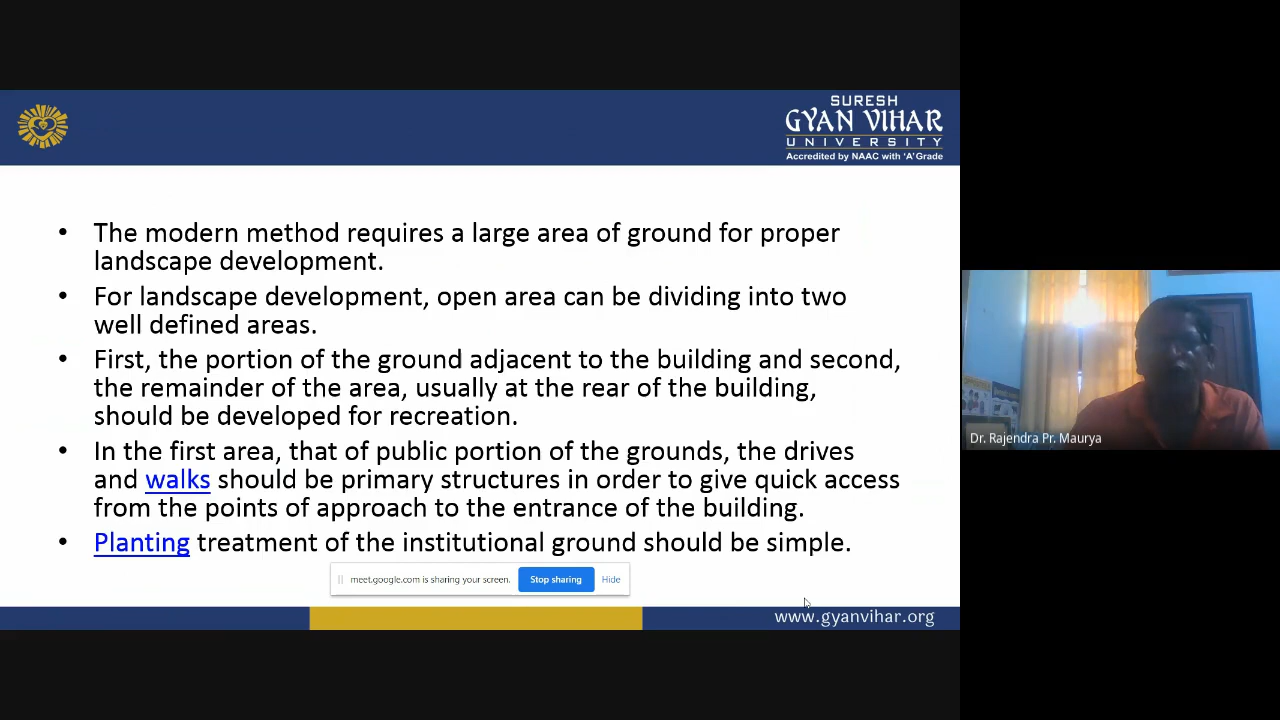 SURESH
GYAN VIHAR
UNIVERSITY
Accredited by NAAC with 'A' Grade
• The modern method requires a large area of ground for proper
landscape development.
• For landscape development, open area can be dividing into two
well defined areas.
• First, the portion of the ground adjacent to the building and second,
the remainder of the area, usually at the rear of the building,
should be developed for recreation.
• In the first area, that of public portion of the grounds, the drives
and walks should be primary structures in order to give quick access
from the points of approach to the entrance of the building.
• Planting treatment of the institutional ground should be simple.
meet.google.com is sharing your screen. Stop sharing Hide
www.gyanvihar.org
Dr. Rajendra Pr. Maurya